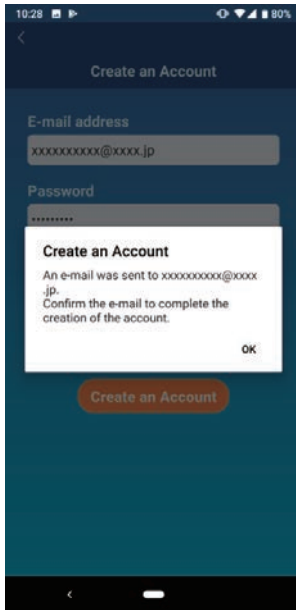 10:28 80%
Create an Account
E-mail address
xxxxxxxxxx@xxxx.jp
Password
•••••••••
Create an Account
An e-mail was sent to xxxxxxxxxx@xxxx
.jp.
Confirm the e-mail to complete the
creation of the account.
OK
Create an Account